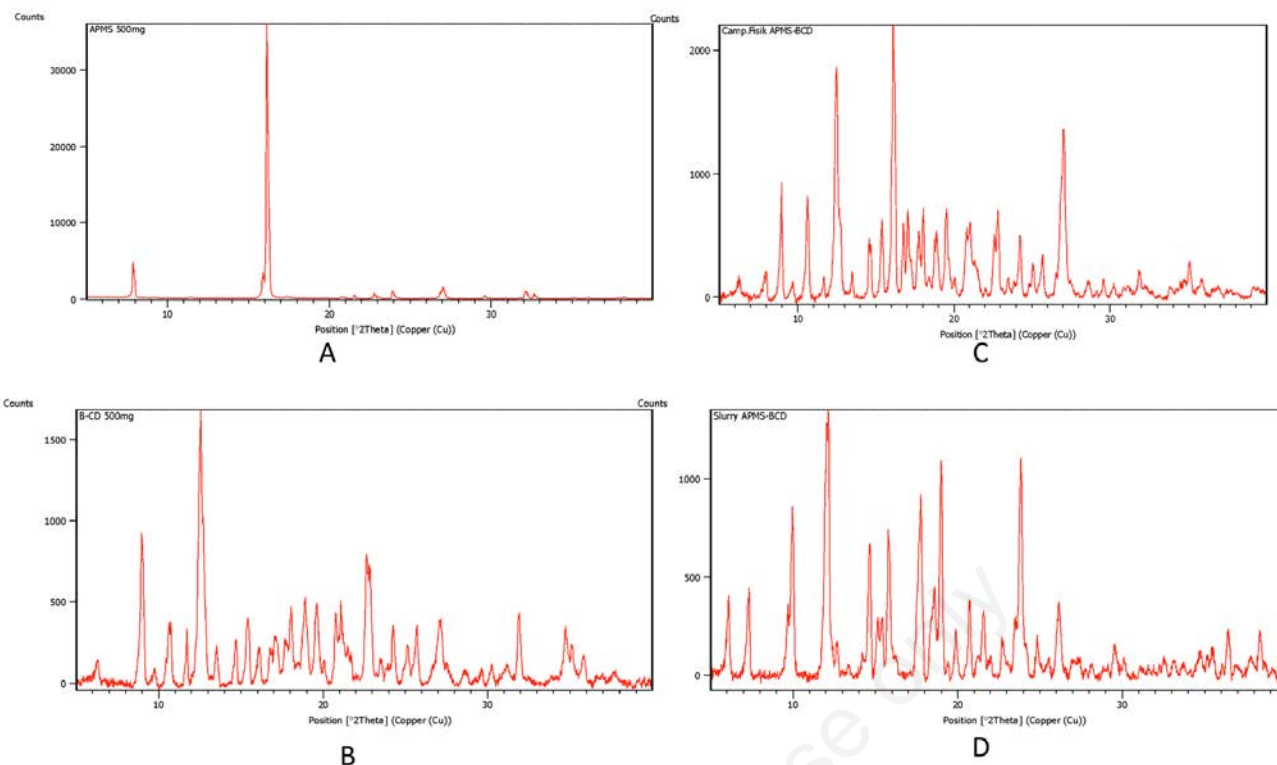 Counts
APMS 500mg
30000
20000
10000
0
10
20
30
Position [°2Theta] (Copper (Cu))
A
Counts
Camp.Fisik APMS-BCD
2000
1000
0
10
20
30
Position [°2Theta] (Copper (Cu))
C
Counts
B-CD 500mg
1500
1000
500
0
10
20
30
Position [°2Theta] (Copper (Cu))
B
Counts
Slurry APMS-BCD
1000
500
0
10
20
30
Position [°2Theta] (Copper (Cu))
D
se only